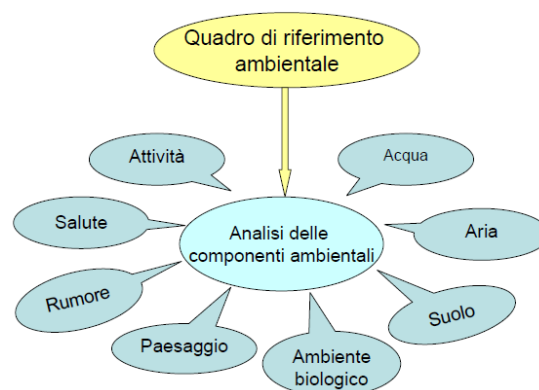 Quadro di riferimento
ambientale
Attività
Acqua
Salute
Analisi delle
componenti ambientali
Aria
Rumore
Suolo
Paesaggio
Ambiente
biologico